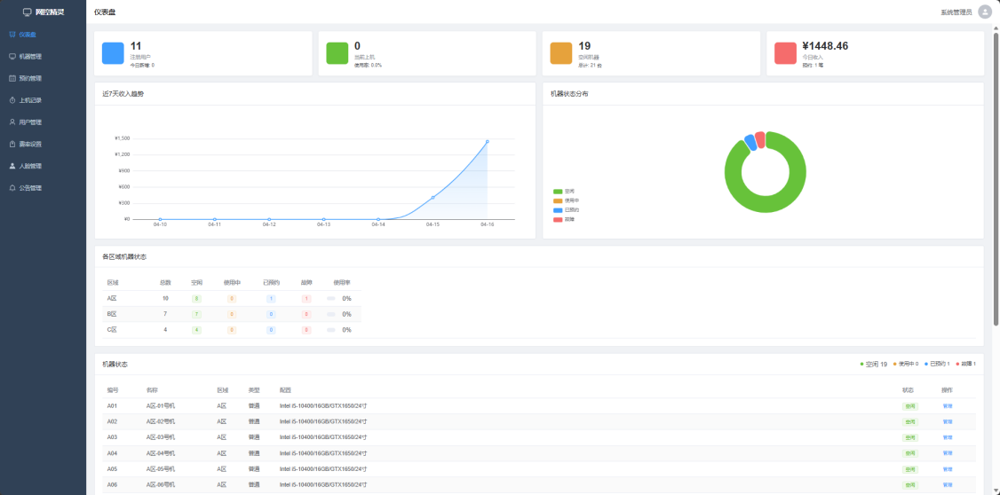 网控精灵
仪表盘
系统管理员
仪表盘
机器管理
预约管理
上机记录
用户管理
费率设置
人脸管理
公告管理
11
注册用户
今日新增: 0
0
当前上机
使用率: 0.0%
19
空闲机器
总计: 21 台
¥1448.46
今日收入
预约: 1 笔
近7天收入趋势
¥1,500
¥1,200
¥900
¥600
¥300
¥0
04-10 04-11 04-12 04-13 04-14 04-15 04-16
机器状态分布
空闲
使用中
已预约
故障
各区域机器状态
区域 总数 空闲 使用中 已预约 故障 使用率
A区 10 8 0 1 1 0%
B区 7 7 0 0 0 0%
C区 4 4 0 0 0 0%
机器状态
空闲 19 使用中 0 已预约 1 故障 1
编号 名称 区域 类型 配置 状态 操作
A01 A区-01号机 A区 普通 Intel i5-10400/16GB/GTX1650/24寸 空闲 管理
A02 A区-02号机 A区 普通 Intel i5-10400/16GB/GTX1650/24寸 空闲 管理
A03 A区-03号机 A区 普通 Intel i5-10400/16GB/GTX1650/24寸 空闲 管理
A04 A区-04号机 A区 普通 Intel i5-10400/16GB/GTX1650/24寸 空闲 管理
A05 A区-05号机 A区 普通 Intel i5-10400/16GB/GTX1650/24寸 空闲 管理
A06 A区-06号机 A区 普通 Intel i5-10400/16GB/GTX1650/24寸 空闲 管理